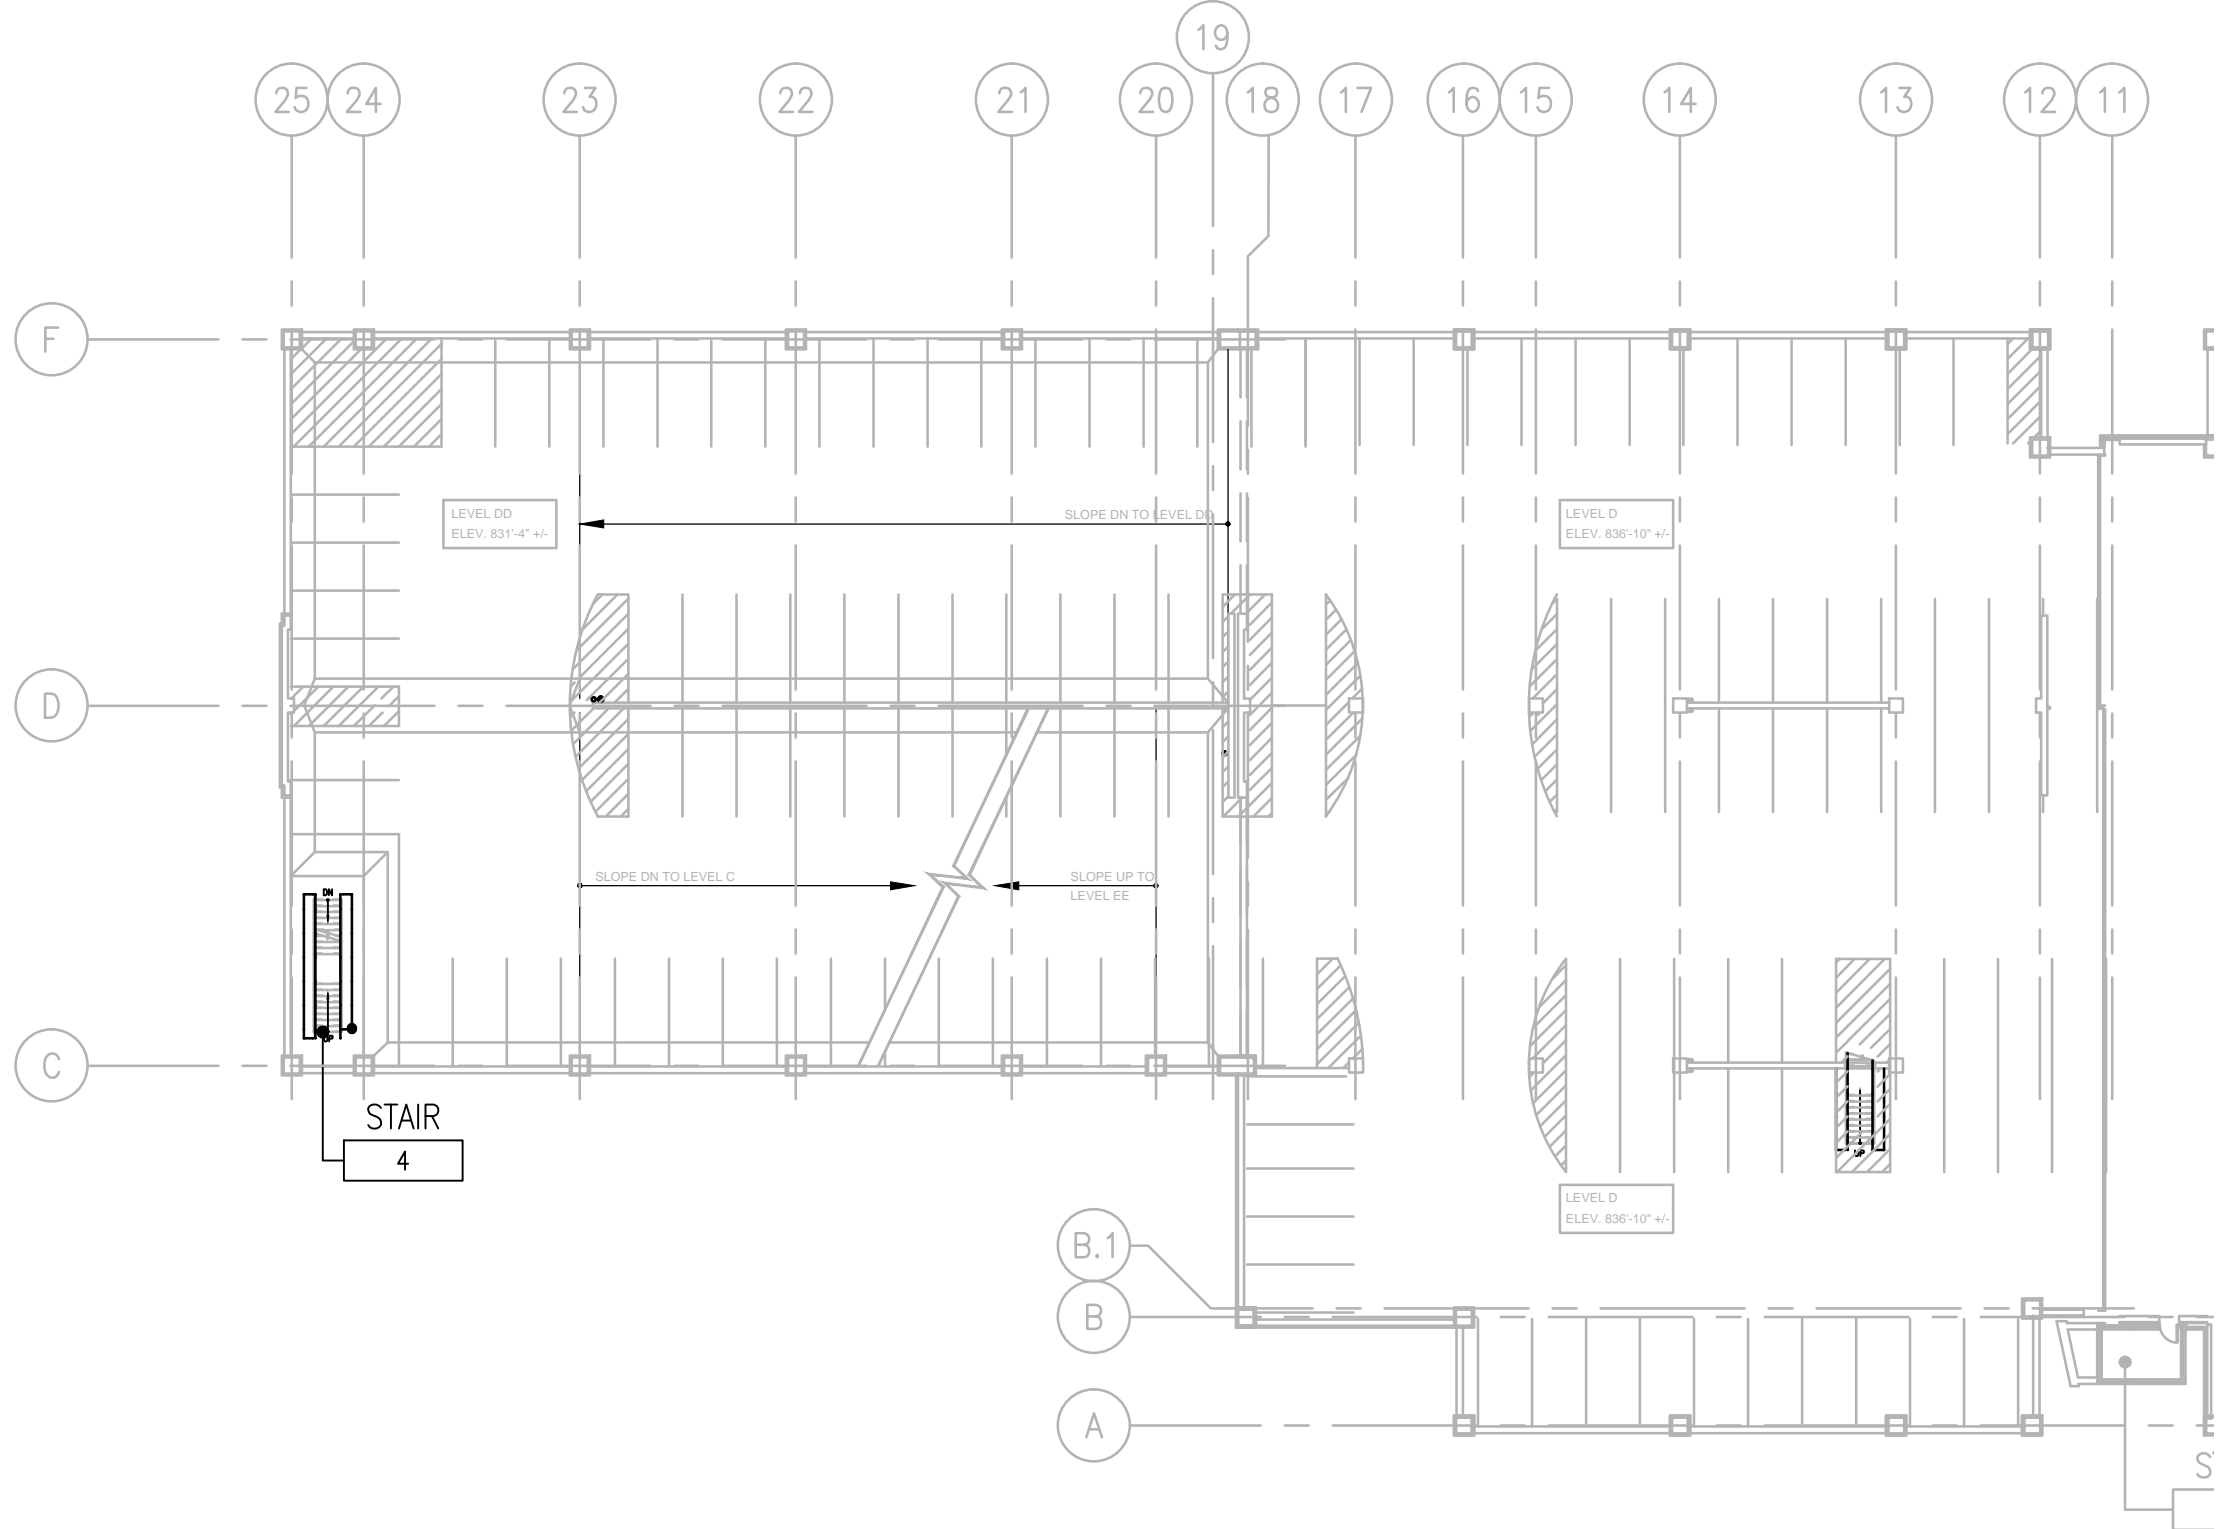 19
25
24
23
22
21
20
18
17
16
15
14
13
12
11
F
LEVEL DD
ELEV. 831'-4" +/-
SLOPE DN TO LEVEL DD
LEVEL D
ELEV. 836'-10" +/-
D
SLOPE DN TO LEVEL C
SLOPE UP TO
LEVEL EE
DN
UP
C
STAIR
4
UP
LEVEL D
ELEV. 836'-10" +/-
B.1
B
A